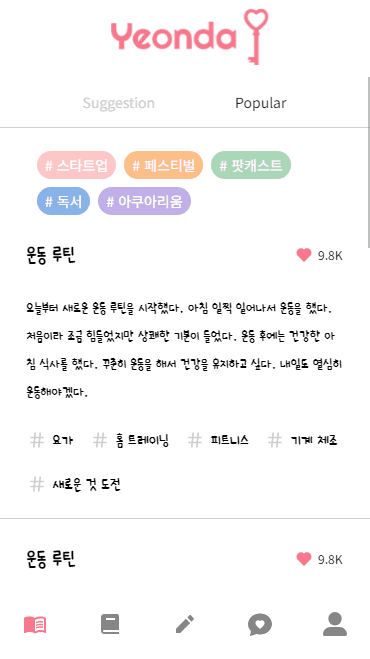 Yeonda
Suggestion Popular
# 스타트업 # 페스티벌 # 팟캐스트
# 독서 # 아쿠아리움
운동 루틴 9.8K
오늘부터 새로운 운동 루틴을 시작했다. 아침 일찍 일어나서 운동을 했다.
처음이라 조금 힘들었지만 상쾌한 기분이 들었다. 운동 후에는 건강한 아
침 식사를 했다. 꾸준히 운동을 해서 건강을 유지하고 싶다. 내일도 열심히
운동해야겠다.
# 요가 # 홈 트레이닝 # 피트니스 # 기계 체조
# 새로운 것 도전
운동 루틴 9.8K